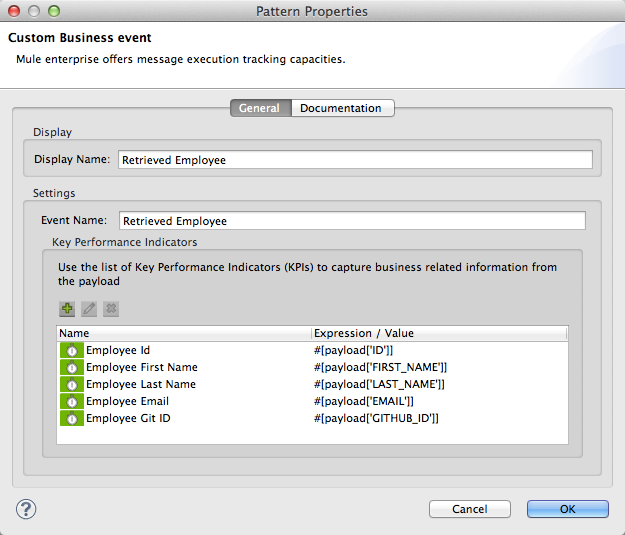 Pattern Properties
Custom Business event
Mule enterprise offers message execution tracking capacities.
General Documentation
Display
Display Name: Retrieved Employee
Settings
Event Name: Retrieved Employee
Key Performance Indicators
Use the list of Key Performance Indicators (KPIs) to capture business related information from
the payload
Name Expression / Value
Employee Id #[payload['ID']]
Employee First Name #[payload['FIRST_NAME']]
Employee Last Name #[payload['LAST_NAME']]
Employee Email #[payload['EMAIL']]
Employee Git ID #[payload['GITHUB_ID']]
? Cancel OK